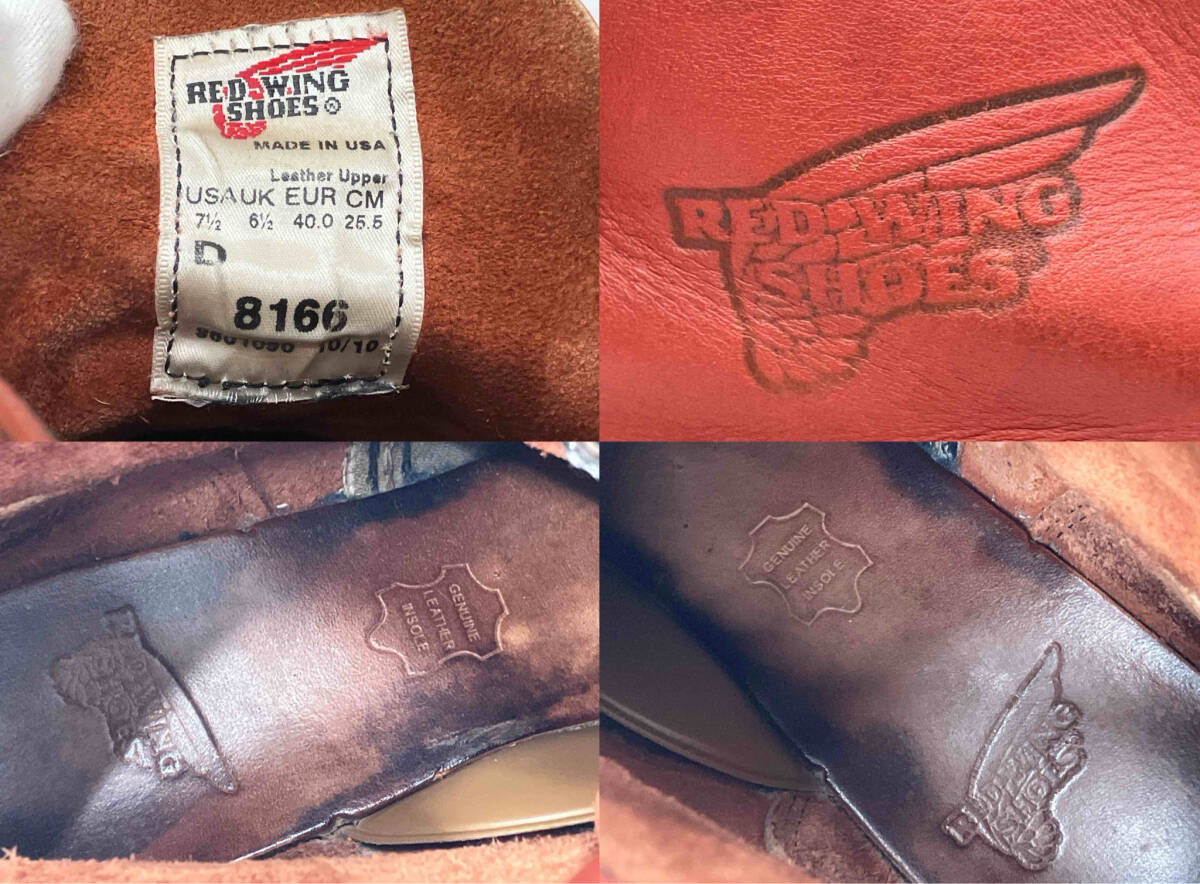 RED WING
SHOES®
MADE IN USA
Leather Upper
USA UK EUR CM
7½ 6½ 40.0 25.5
D
8166
10/10
RED WING
SHOES
RED WING
SHOES
GENUINE
LEATHER
INSOLE
GENUINE
LEATHER
INSOLE
RED WING
SHOES